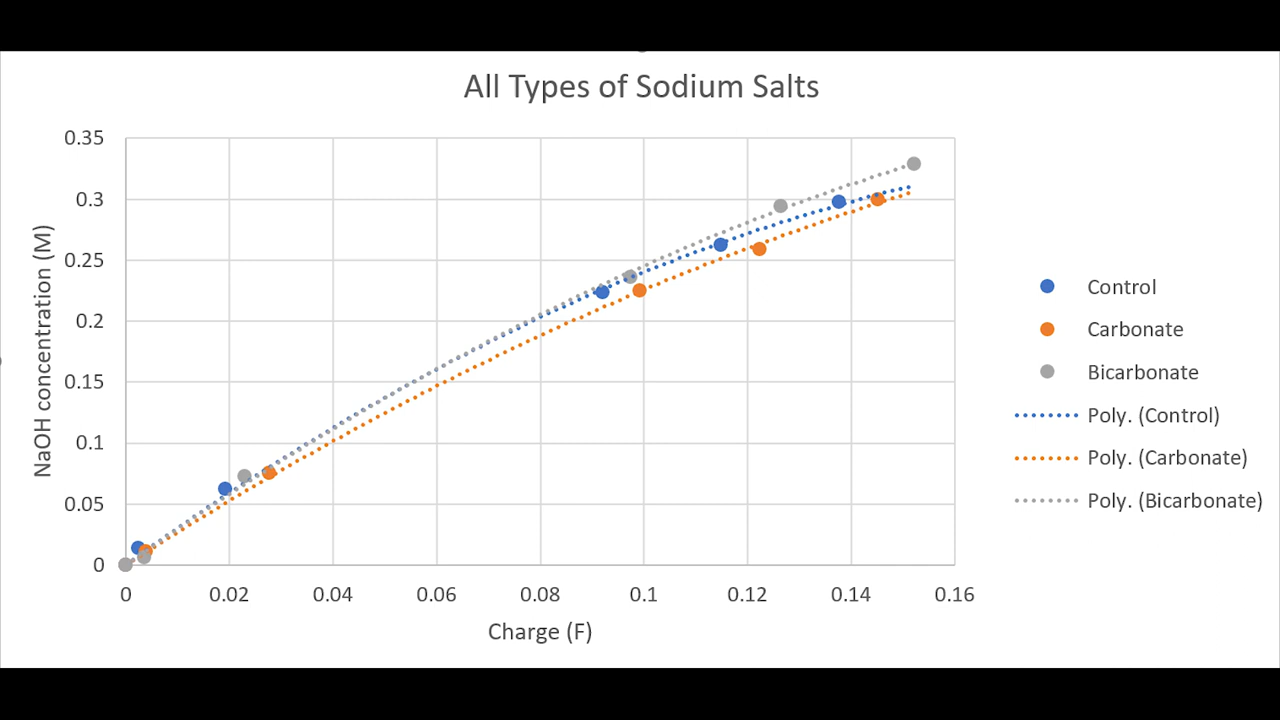 All Types of Sodium Salts
0.35
0.3
0.25
0.2
0.15
0.1
0.05
0
NaOH concentration (M)
0 0.02 0.04 0.06 0.08 0.1 0.12 0.14 0.16
Charge (F)
Control
Carbonate
Bicarbonate
Poly. (Control)
Poly. (Carbonate)
Poly. (Bicarbonate)